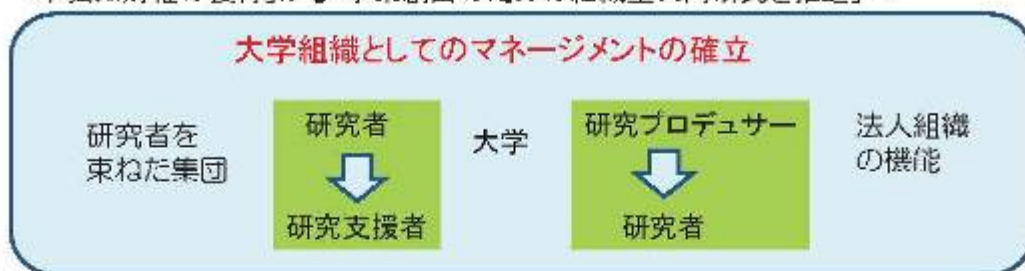 大学組織としてのマネージメントの確立
研究者を
束ねた集団
研究者
研究支援者
大学
研究プロデュサー
研究者
法人組織
の機能